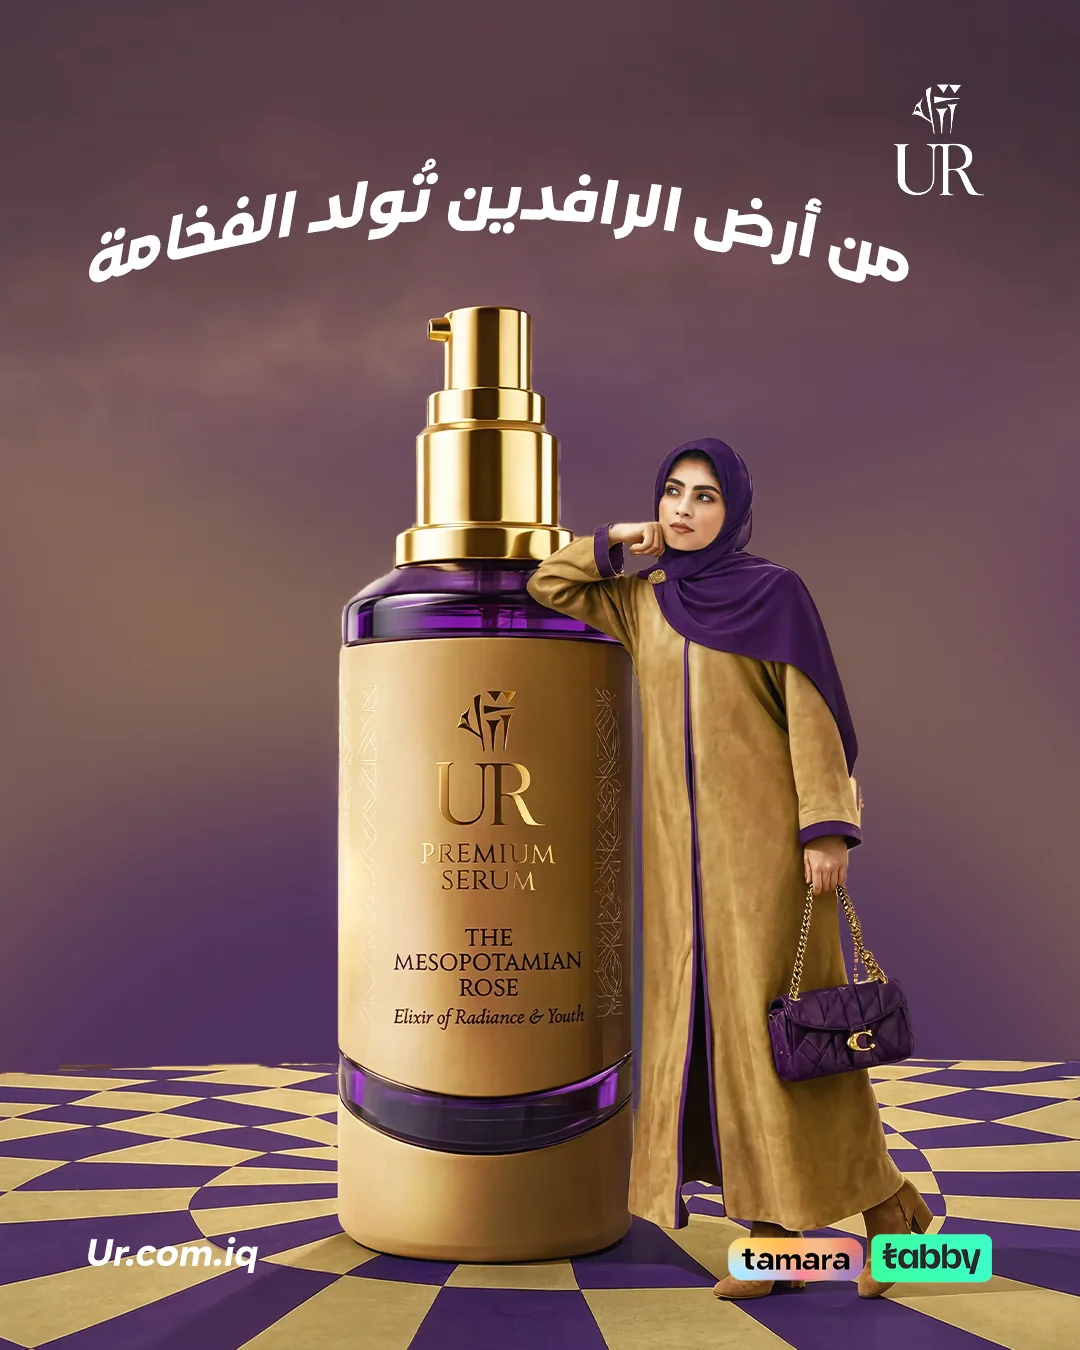 UR
من أرض الرافدين تُولد الفخامة
UR
PREMIUM
SERUM
THE
MESOPOTAMIAN
ROSE
Elixir of Radiance & Youth
C
Ur.com.iq
tamara
tabby